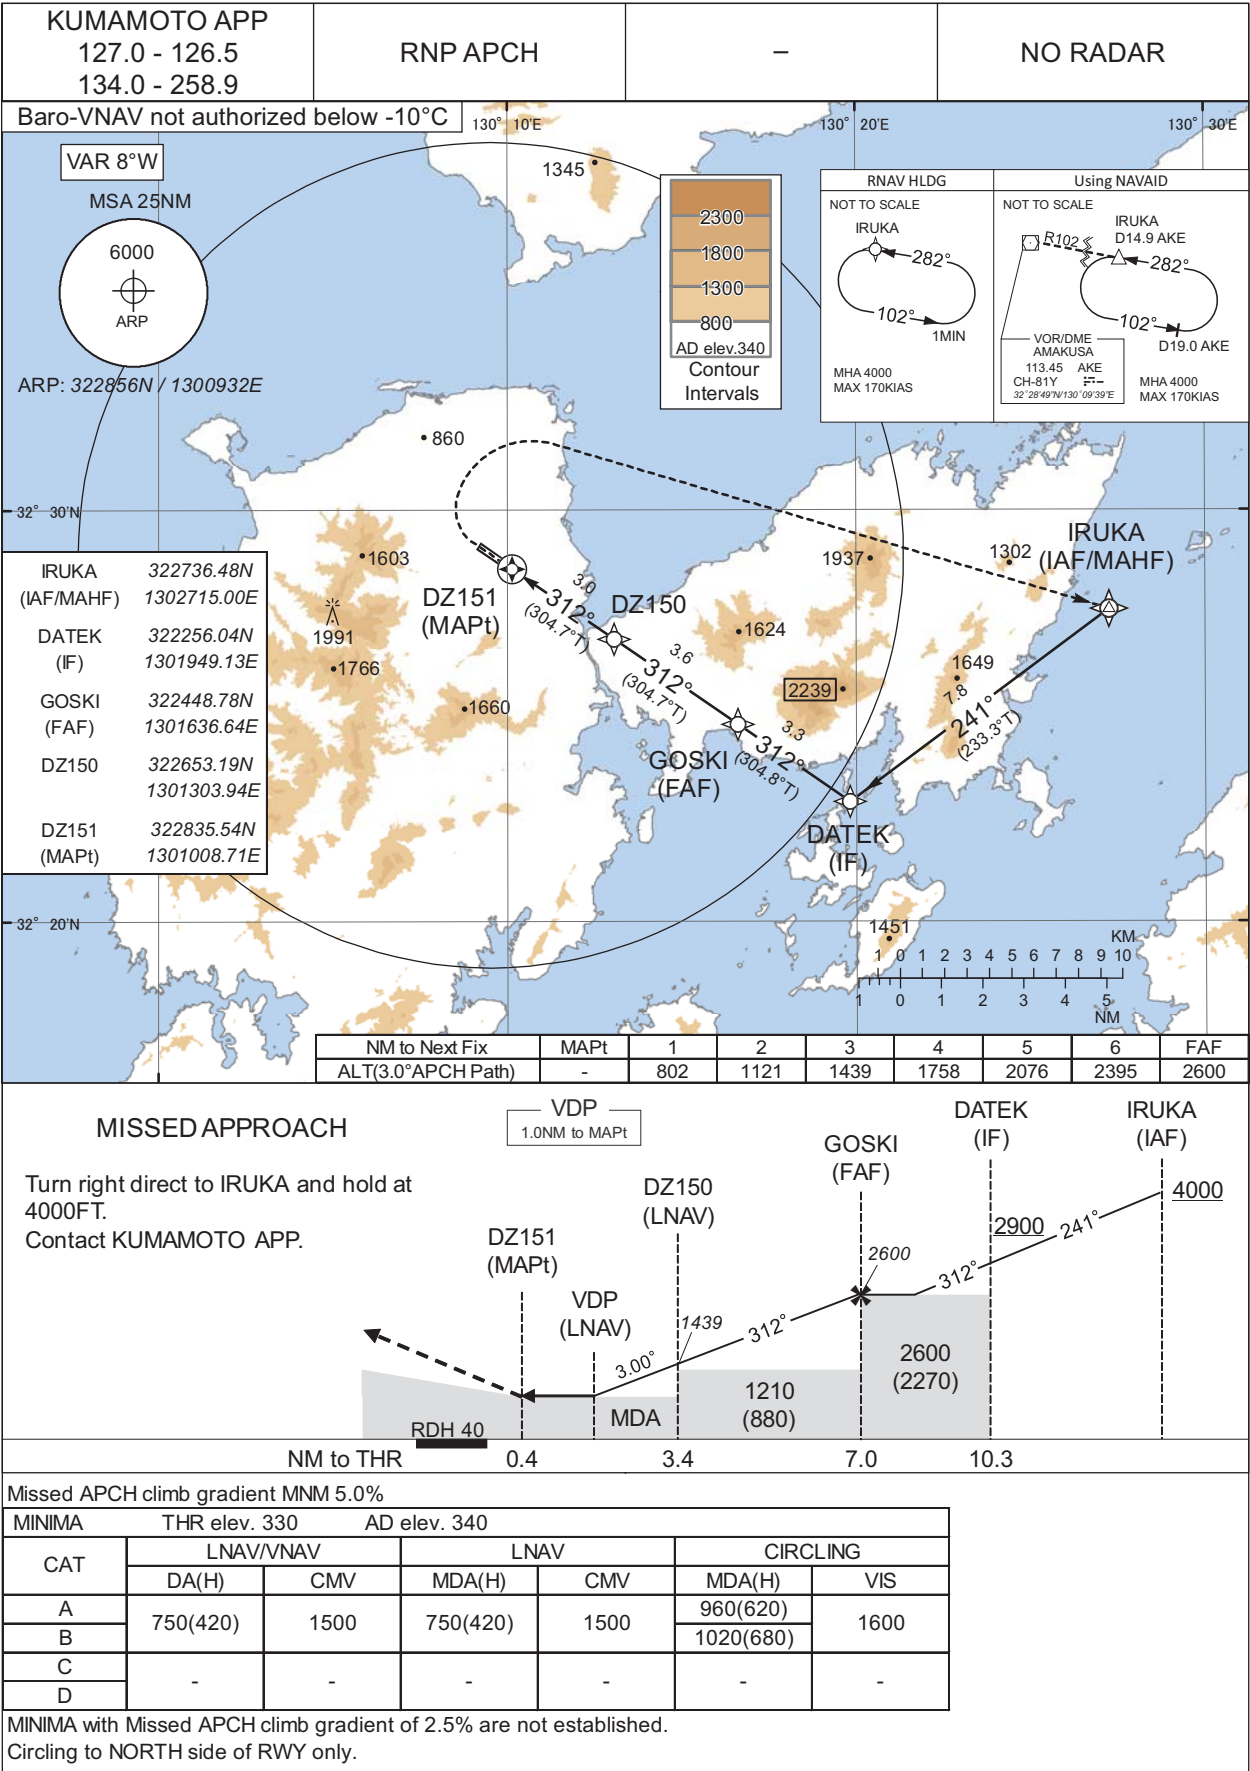 KUMAMOTO APP
127.0 - 126.5
134.0 - 258.9
RNP APCH
–
NO RADAR
Baro-VNAV not authorized below -10°C
130° 10'E
130° 20'E
130° 30'E
VAR 8°W
MSA 25NM
6000
ARP
ARP: 322856N / 1300932E
1345
2300
1800
1300
800
AD elev.340
Contour
Intervals
RNAV HLDG
NOT TO SCALE
IRUKA
282°
102°
1MIN
MHA 4000
MAX 170KIAS
Using NAVAID
NOT TO SCALE
IRUKA
D14.9 AKE
R102
282°
102°
D19.0 AKE
VOR/DME
AMAKUSA
113.45 AKE
CH-81Y
32°28'49"N/130°09'39"E
MHA 4000
MAX 170KIAS
860
32° 30'N
1603
1991
1766
1660
1937
1302
1624
2239
1649
1451
IRUKA
(IAF/MAHF)
DZ151
(MAPt)
DZ150
GOSKI
(FAF)
DATEK
(IF)
3.0
312°
(304.7°T)
3.6
312°
(304.7°T)
3.3
312°
(304.8°T)
7.8
241°
(233.3°T)
IRUKA 322736.48N
(IAF/MAHF) 1302715.00E
DATEK 322256.04N
(IF) 1301949.13E
GOSKI 322448.78N
(FAF) 1301636.64E
DZ150 322653.19N
1301303.94E
DZ151 322835.54N
(MAPt) 1301008.71E
32° 20'N
KM
1 0 1 2 3 4 5 6 7 8 9 10
1 0 1 2 3 4 5
NM
NM to Next Fix MAPt 1 2 3 4 5 6 FAF
ALT(3.0°APCH Path) - 802 1121 1439 1758 2076 2395 2600
MISSED APPROACH
Turn right direct to IRUKA and hold at
4000FT.
Contact KUMAMOTO APP.
VDP
1.0NM to MAPt
DZ151
(MAPt)
VDP
(LNAV)
DZ150
(LNAV)
GOSKI
(FAF)
DATEK
(IF)
IRUKA
(IAF)
4000
2900
241°
312°
2600
1439
312°
3.00°
2600
(2270)
1210
(880)
MDA
RDH 40
NM to THR 0.4 3.4 7.0 10.3
Missed APCH climb gradient MNM 5.0%
MINIMA THR elev. 330 AD elev. 340
CAT LNAV/VNAV LNAV CIRCLING
DA(H) CMV MDA(H) CMV MDA(H) VIS
A 750(420) 1500 750(420) 1500 960(620) 1600
B 1020(680)
C - - - - - -
D
MINIMA with Missed APCH climb gradient of 2.5% are not established.
Circling to NORTH side of RWY only.